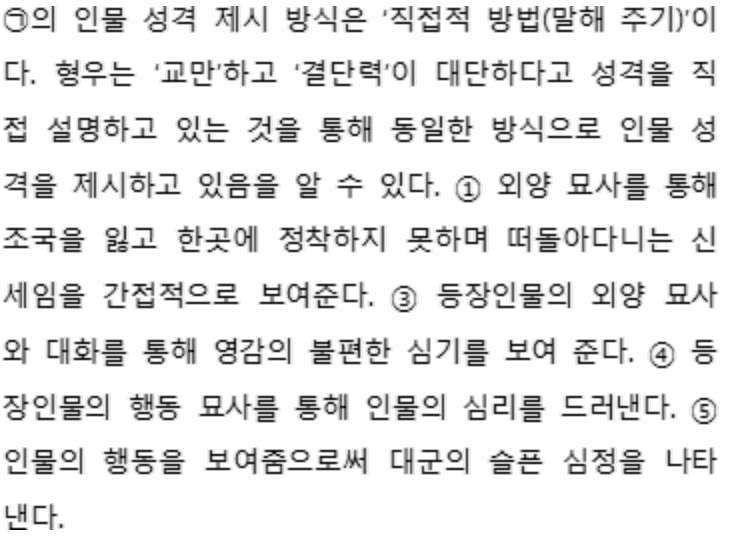 ㉠의 인물 성격 제시 방식은 ‘직접적 방법(말해 주기)’이
다. 형우는 ‘교만’하고 ‘결단력’이 대단하다고 성격을 직
접 설명하고 있는 것을 통해 동일한 방식으로 인물 성
격을 제시하고 있음을 알 수 있다. ① 외양 묘사를 통해
조국을 잃고 한곳에 정착하지 못하며 떠돌아다니는 신
세임을 간접적으로 보여준다. ③ 등장인물의 외양 묘사
와 대화를 통해 영감의 불편한 심기를 보여 준다. ④ 등
장인물의 행동 묘사를 통해 인물의 심리를 드러낸다. ⑤
인물의 행동을 보여줌으로써 대군의 슬픈 심정을 나타
낸다.